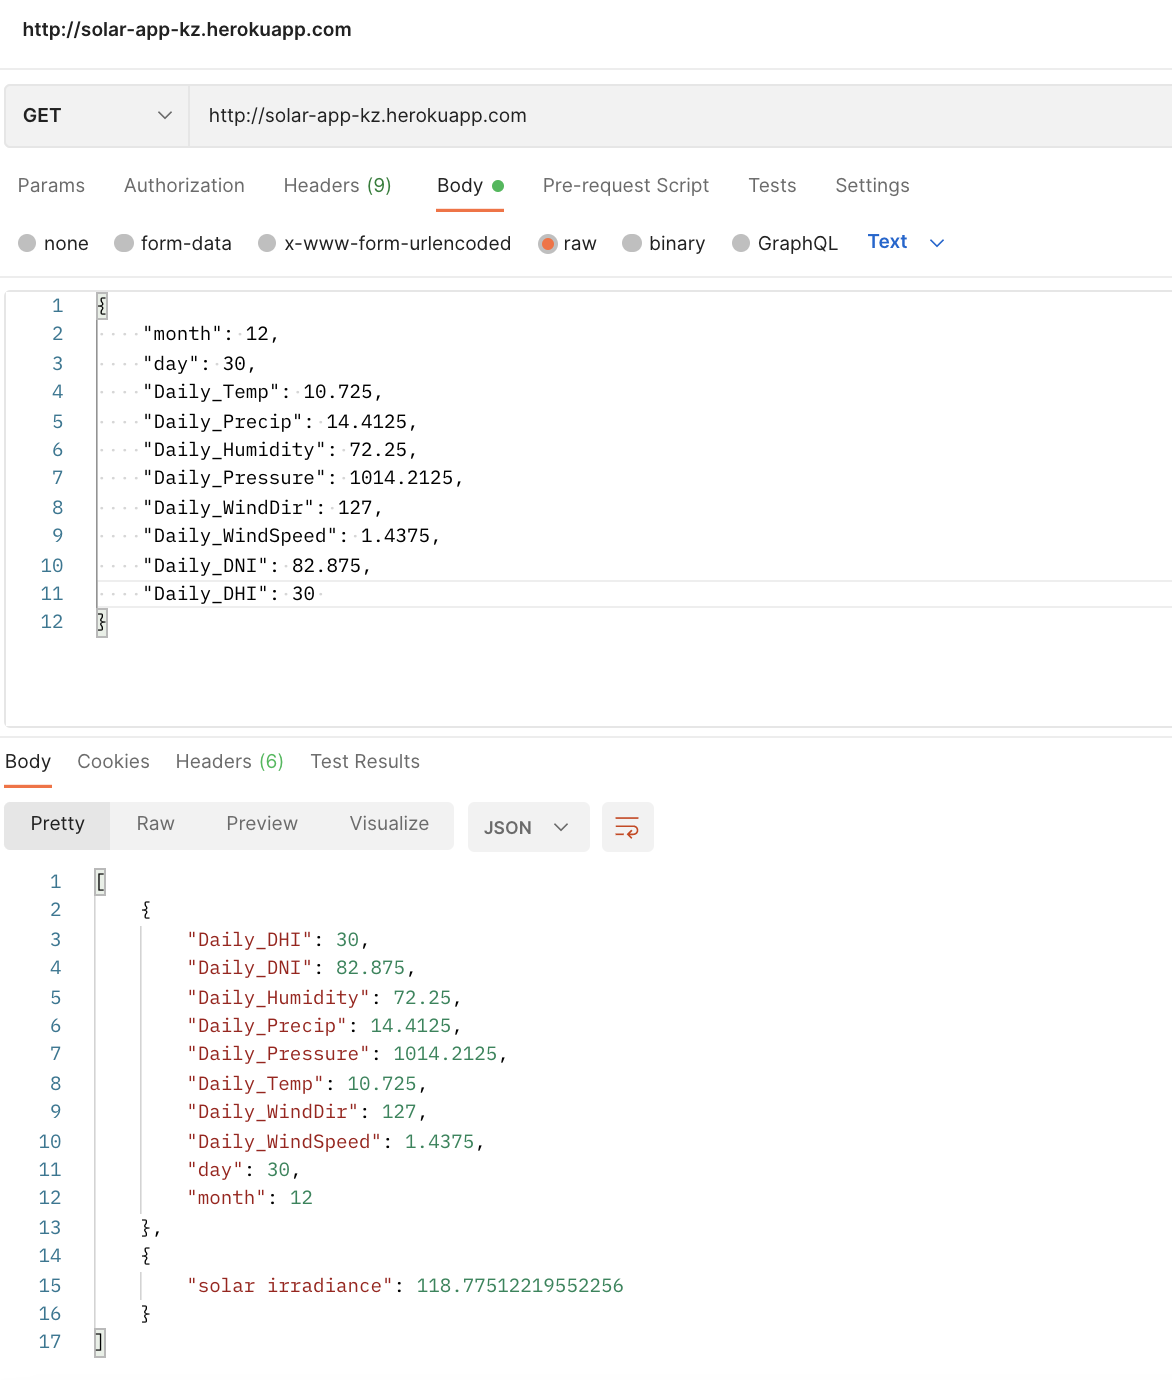 http://solar-app-kz.herokuapp.com
GET http://solar-app-kz.herokuapp.com
Params Authorization Headers (9) Body Pre-request Script Tests Settings
none form-data x-www-form-urlencoded raw binary GraphQL Text
1 {
2 "month": 12,
3 "day": 30,
4 "Daily_Temp": 10.725,
5 "Daily_Precip": 14.4125,
6 "Daily_Humidity": 72.25,
7 "Daily_Pressure": 1014.2125,
8 "Daily_WindDir": 127,
9 "Daily_WindSpeed": 1.4375,
10 "Daily_DNI": 82.875,
11 "Daily_DHI": 30
12 }
Body Cookies Headers (6) Test Results
Pretty Raw Preview Visualize JSON
1 [
2 {
3 "Daily_DHI": 30,
4 "Daily_DNI": 82.875,
5 "Daily_Humidity": 72.25,
6 "Daily_Precip": 14.4125,
7 "Daily_Pressure": 1014.2125,
8 "Daily_Temp": 10.725,
9 "Daily_WindDir": 127,
10 "Daily_WindSpeed": 1.4375,
11 "day": 30,
12 "month": 12
13 },
14 {
15 "solar irradiance": 118.77512219552256
16 }
17 ]